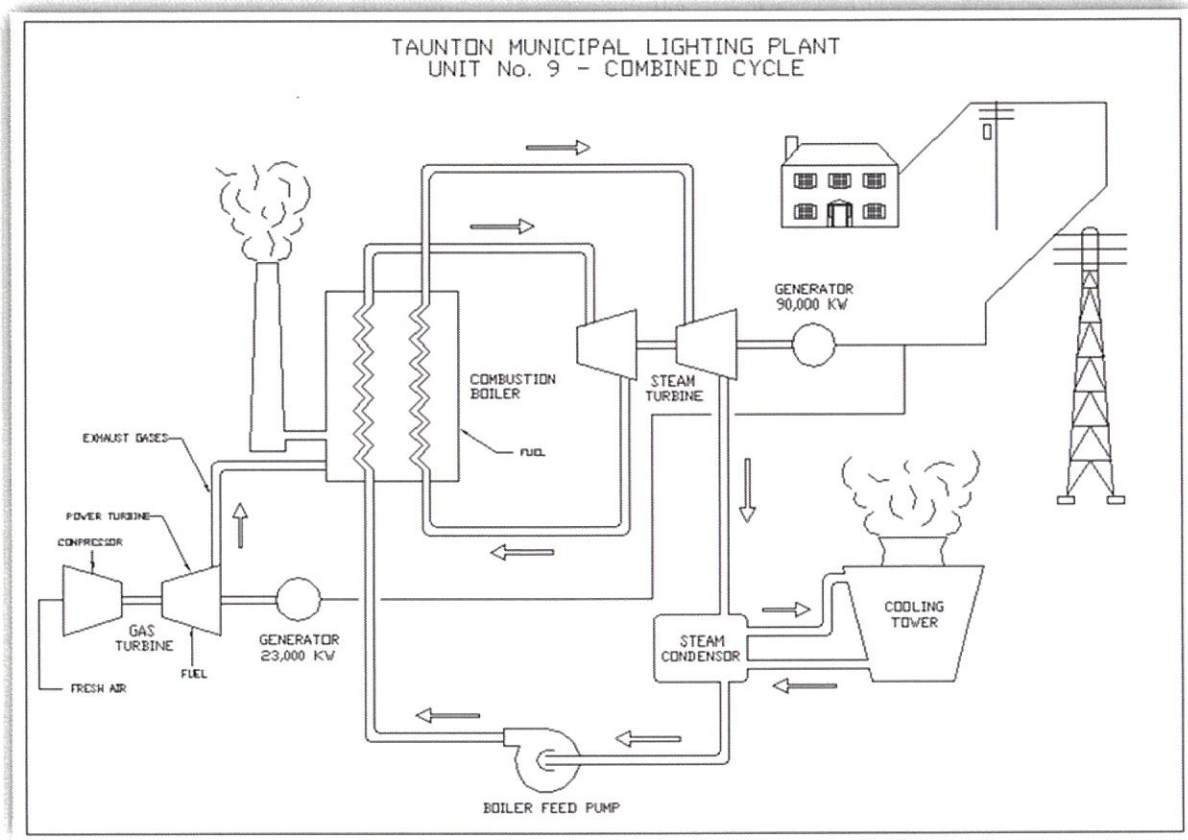 TAUNTON MUNICIPAL LIGHTING PLANT
UNIT No. 9 - COMBINED CYCLE
GENERATOR
90,000 KW
COMBUSTION
BOILER
STEAM
TURBINE
FUEL
EXHAUST GASES
POWER TURBINE
COMPRESSOR
GAS
TURBINE
GENERATOR
23,000 KW
FUEL
FRESH AIR
STEAM
CONDENSOR
COOLING
TOWER
BOILER FEED PUMP